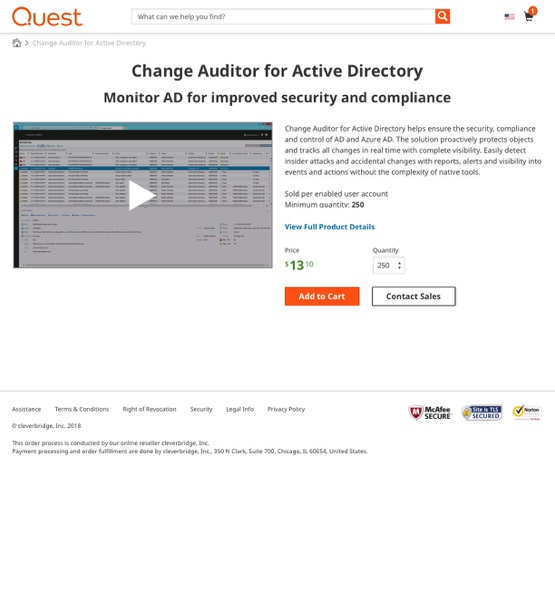 Quest
What can we help you find?
1
Change Auditor for Active Directory
Change Auditor for Active Directory
Monitor AD for improved security and compliance
Change Auditor for Active Directory helps ensure the security, compliance
and control of AD and Azure AD. The solution proactively protects objects
and tracks all changes in real time with complete visibility. Easily detect
insider attacks and accidental changes with reports, alerts and visibility into
events and actions without the complexity of native tools.
Sold per enabled user account
Minimum quantity: 250
View Full Product Details
Price Quantity
$13.10 250
Add to Cart Contact Sales
Assistance Terms & Conditions Right of Revocation Security Legal Info Privacy Policy
McAfee SECURE Site is TLS SECURED Norton
© cleverbridge, Inc. 2018
This order process is conducted by our online reseller cleverbridge, Inc.
Payment processing and order fulfillment are done by cleverbridge, Inc., 350 N Clark, Suite 700, Chicago, IL 60654, United States.